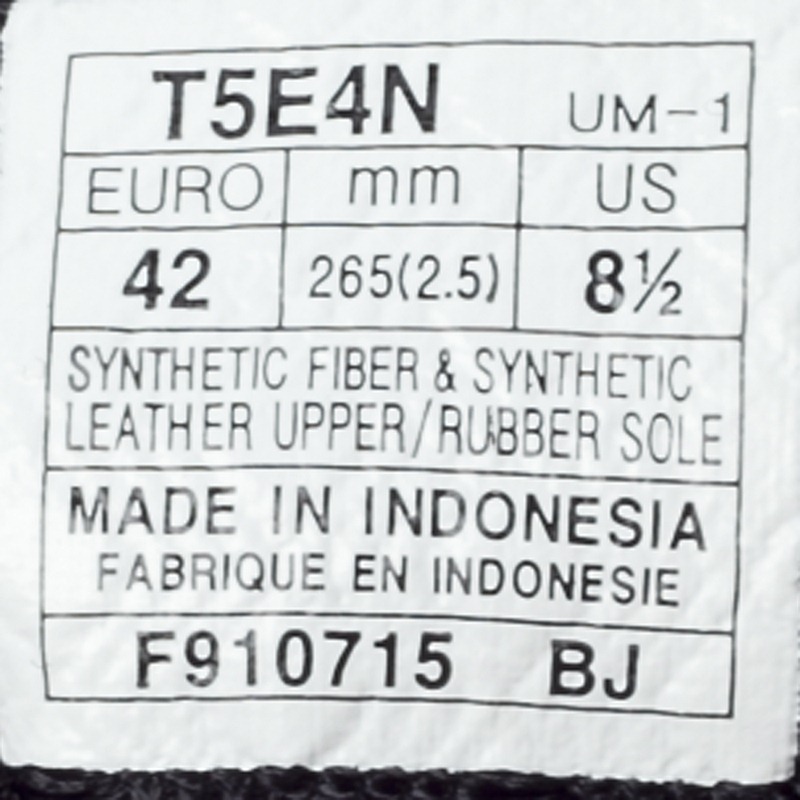 T5E4N UM-1
EURO mm US
42 265(2.5) 8½
SYNTHETIC FIBER & SYNTHETIC
LEATHER UPPER/RUBBER SOLE
MADE IN INDONESIA
FABRIQUE EN INDONESIE
F910715 BJ